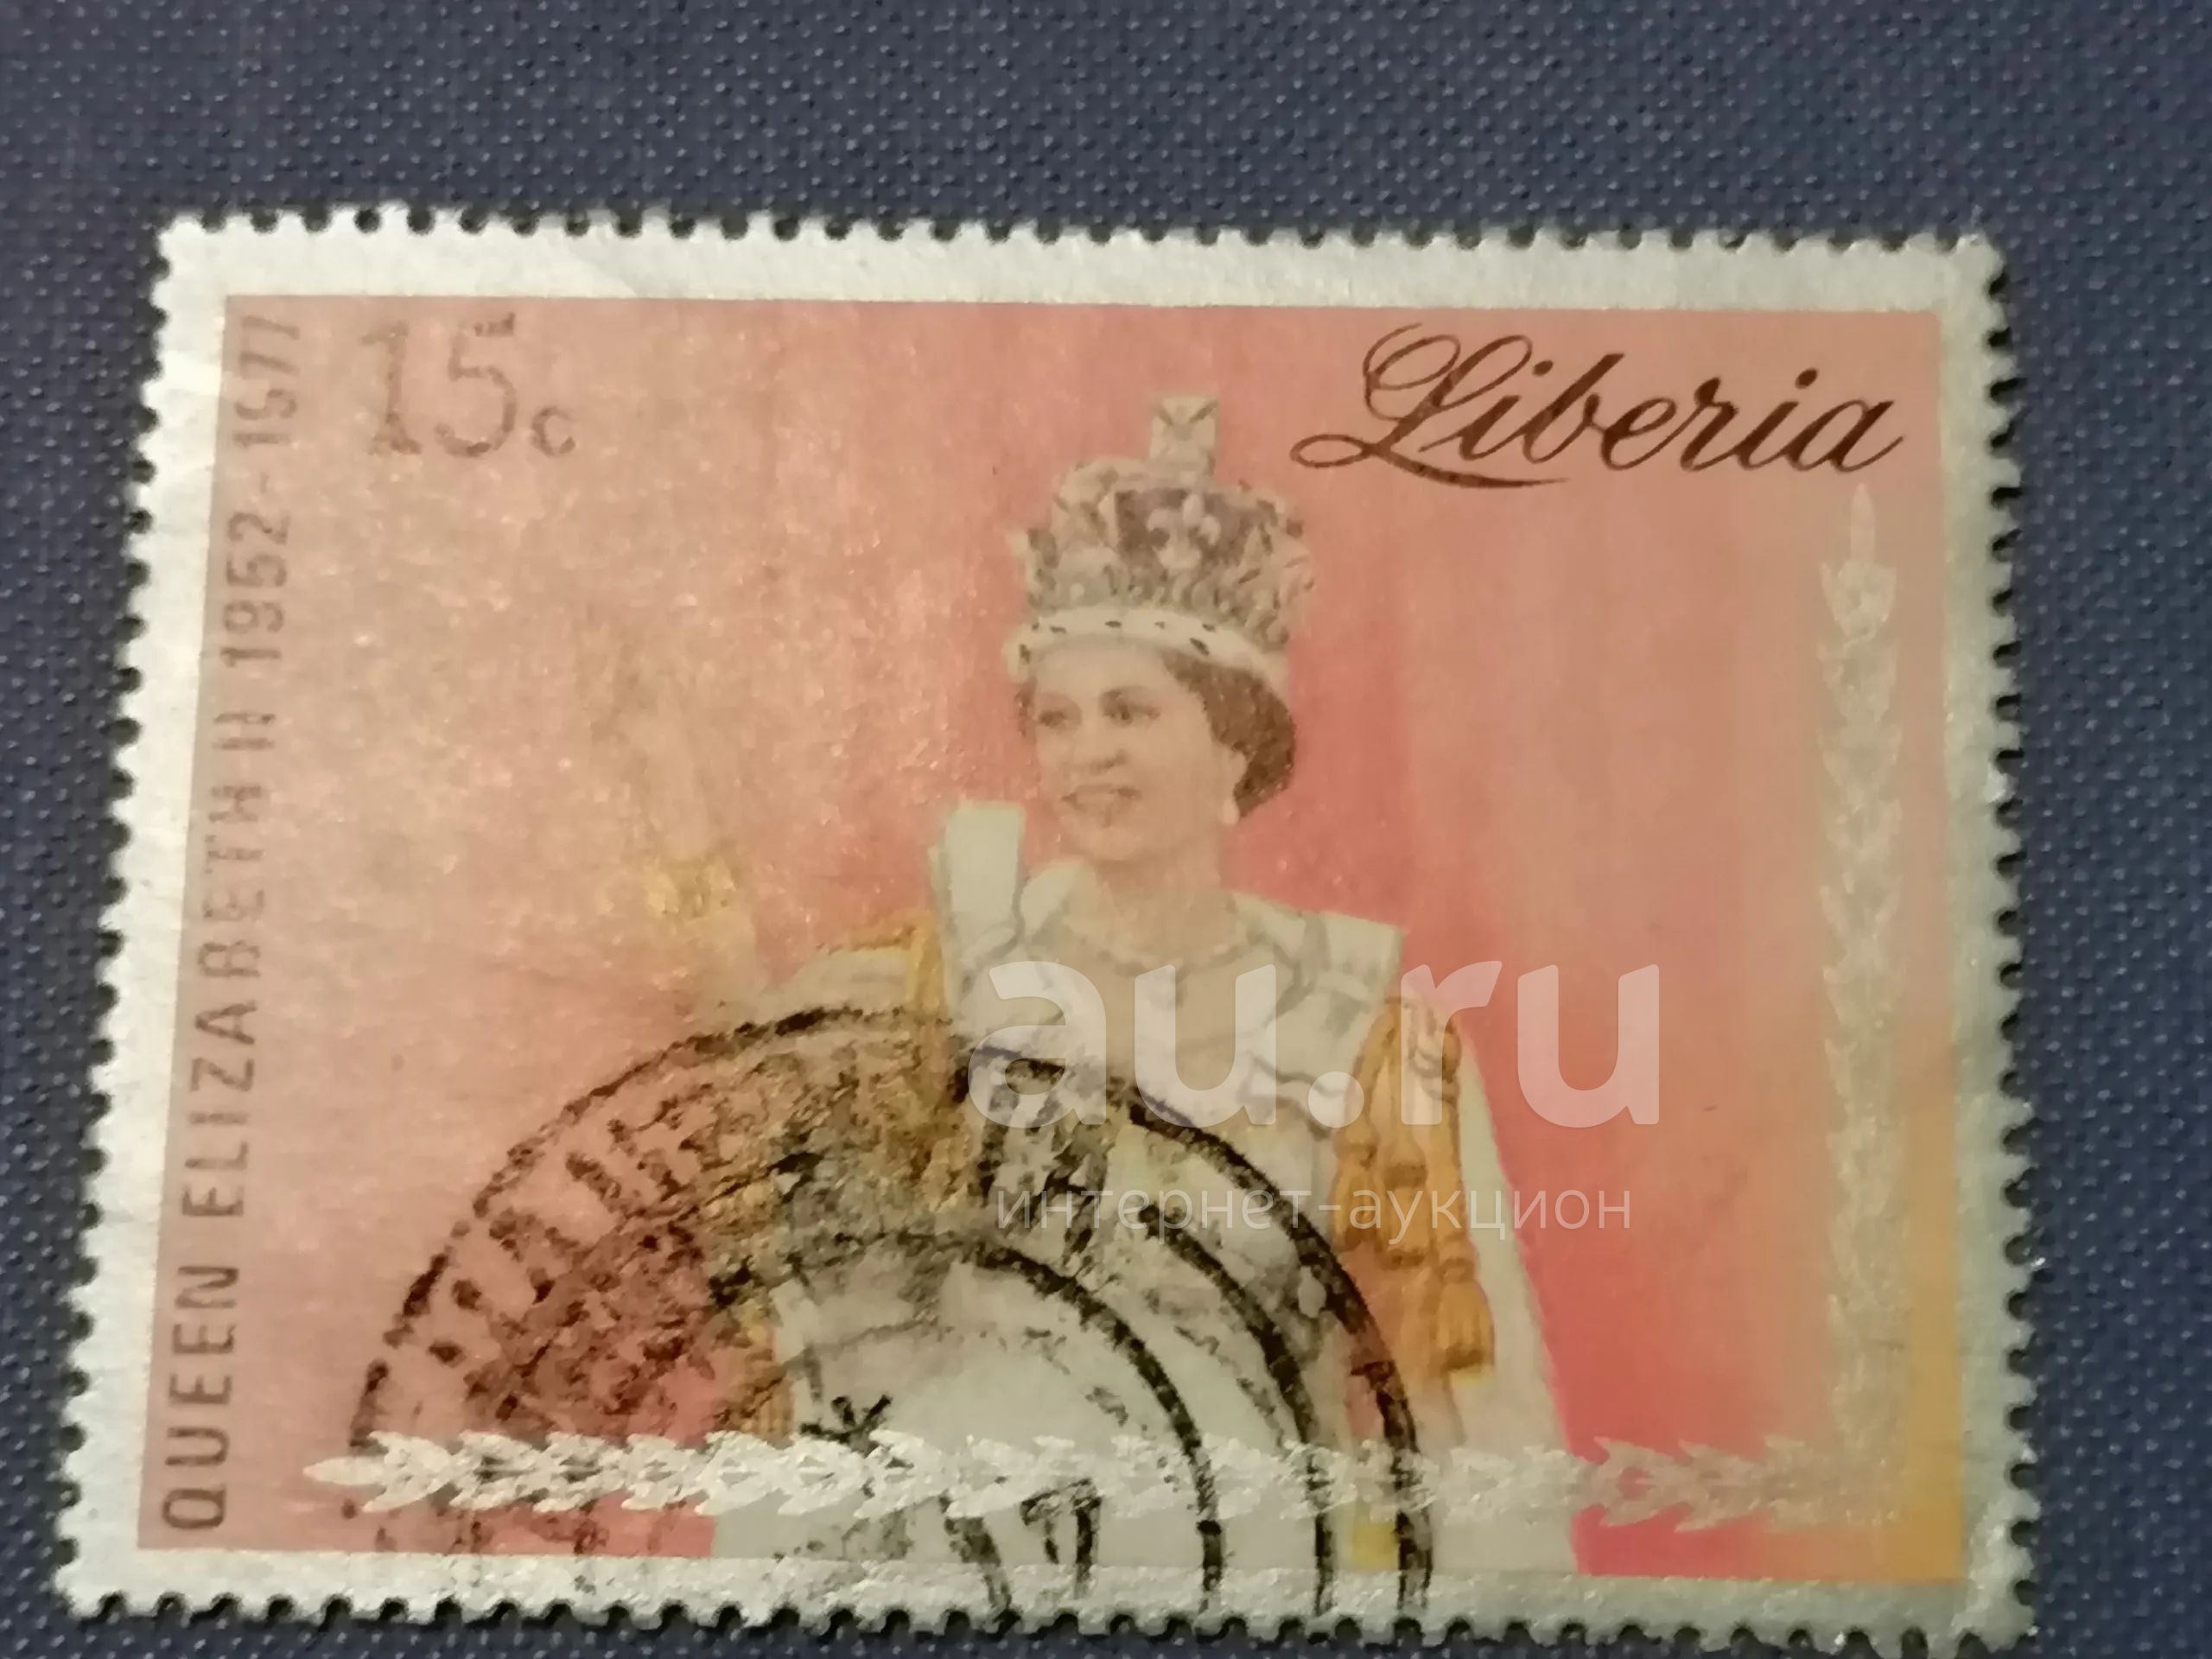 15c
Liberia
QUEEN ELIZABETH II 1952-1977
au.ru
интернет-аукцион